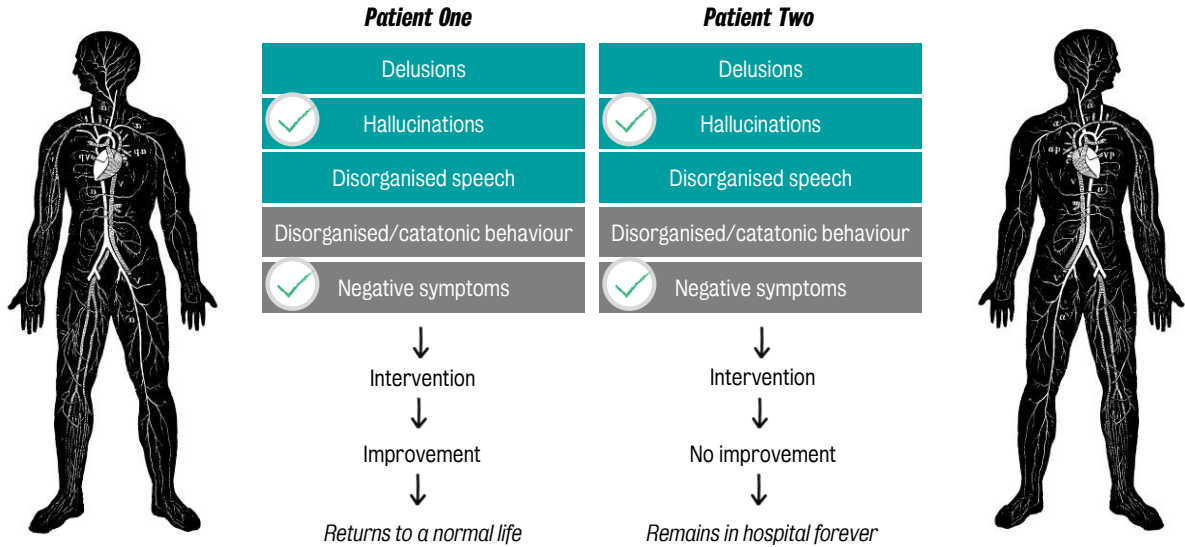 Patient One
Patient Two
Delusions
Delusions
Hallucinations
Hallucinations
Disorganised speech
Disorganised speech
Disorganised/catatonic behaviour
Disorganised/catatonic behaviour
Negative symptoms
Negative symptoms
Intervention
Intervention
Improvement
No improvement
Returns to a normal life
Remains in hospital forever